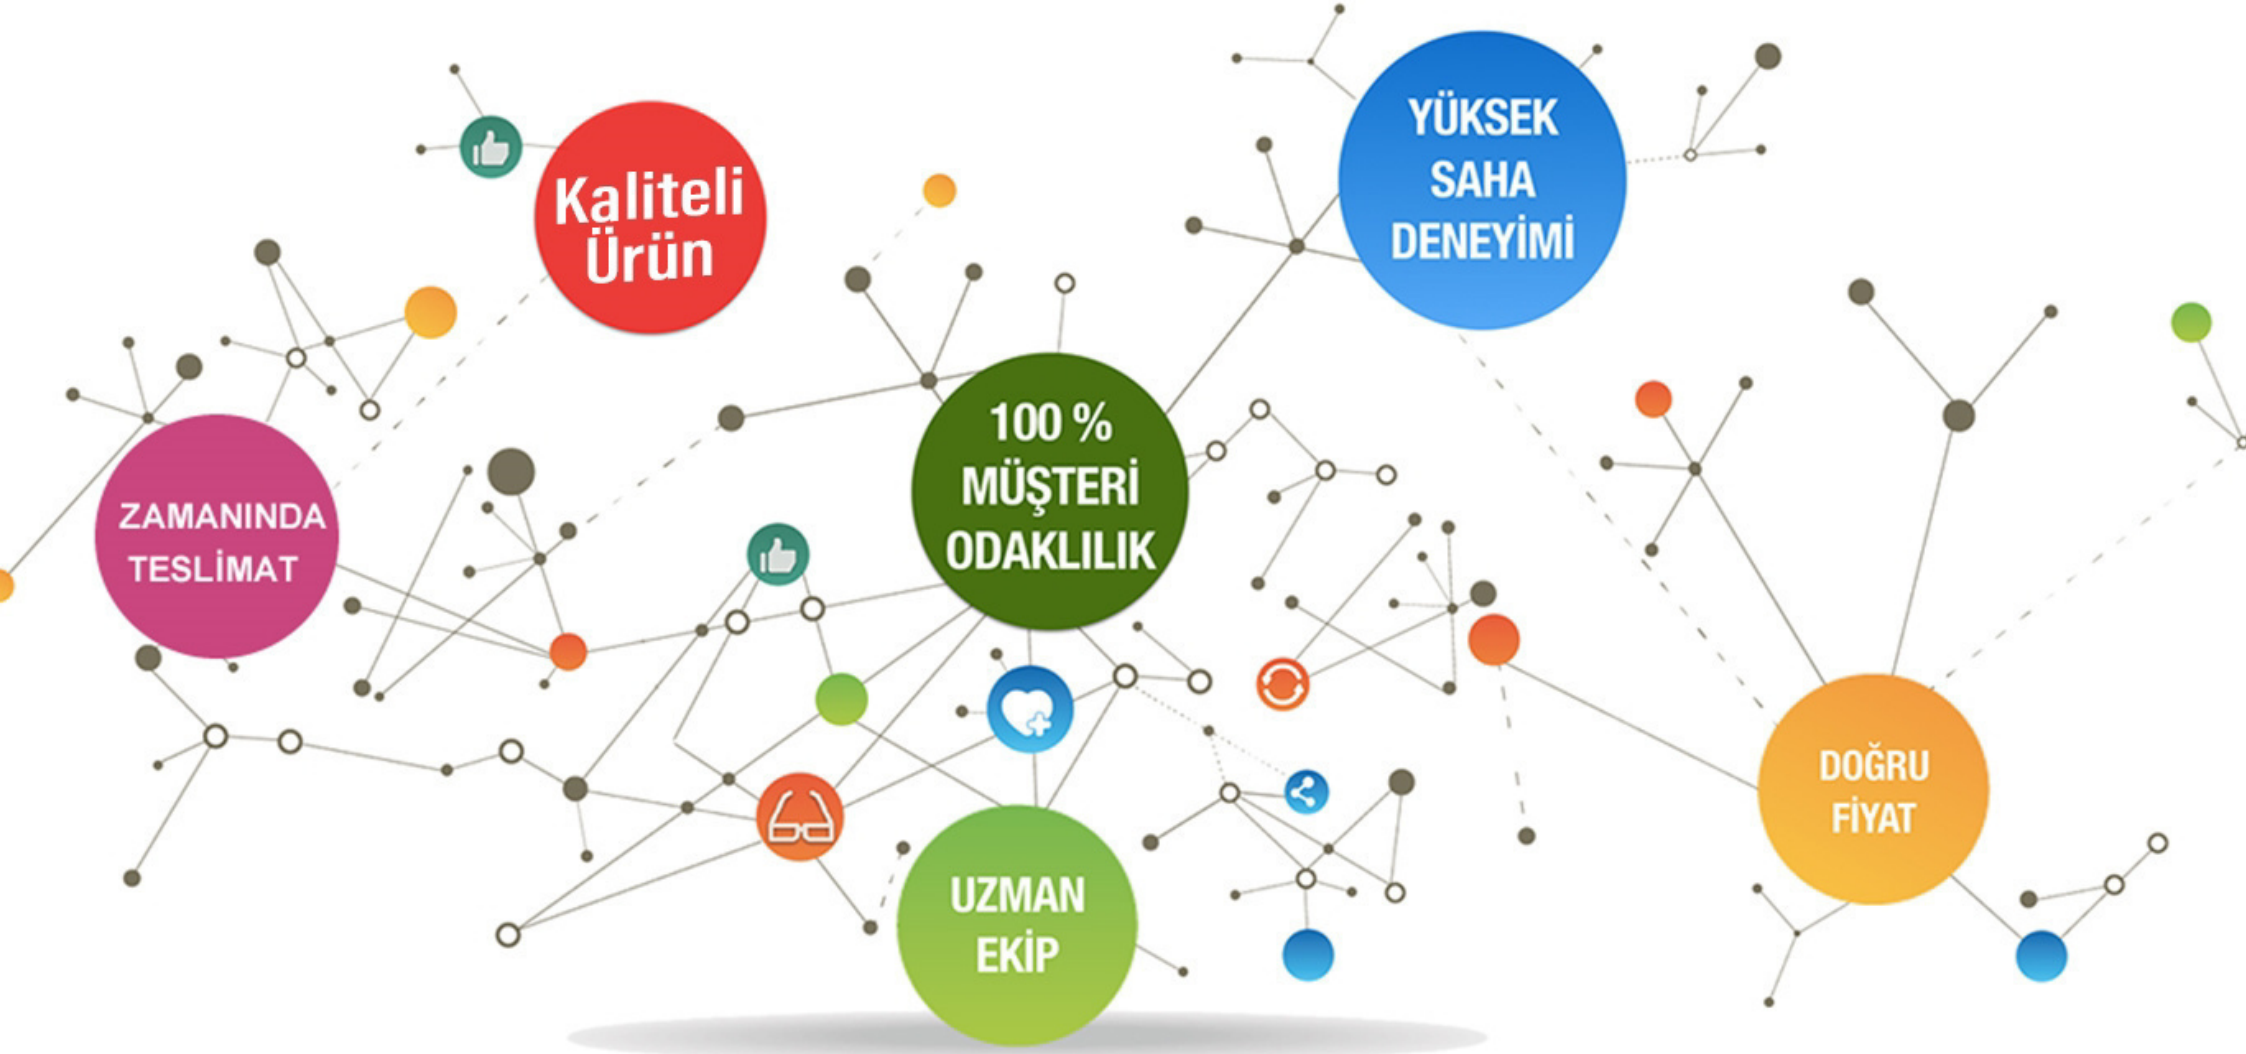 YÜKSEK
SAHA
DENEYİMİ
Kaliteli
Ürün
100 %
MÜŞTERİ
ODAKLILIK
ZAMANINDA
TESLİMAT
DOĞRU
FİYAT
UZMAN
EKİP